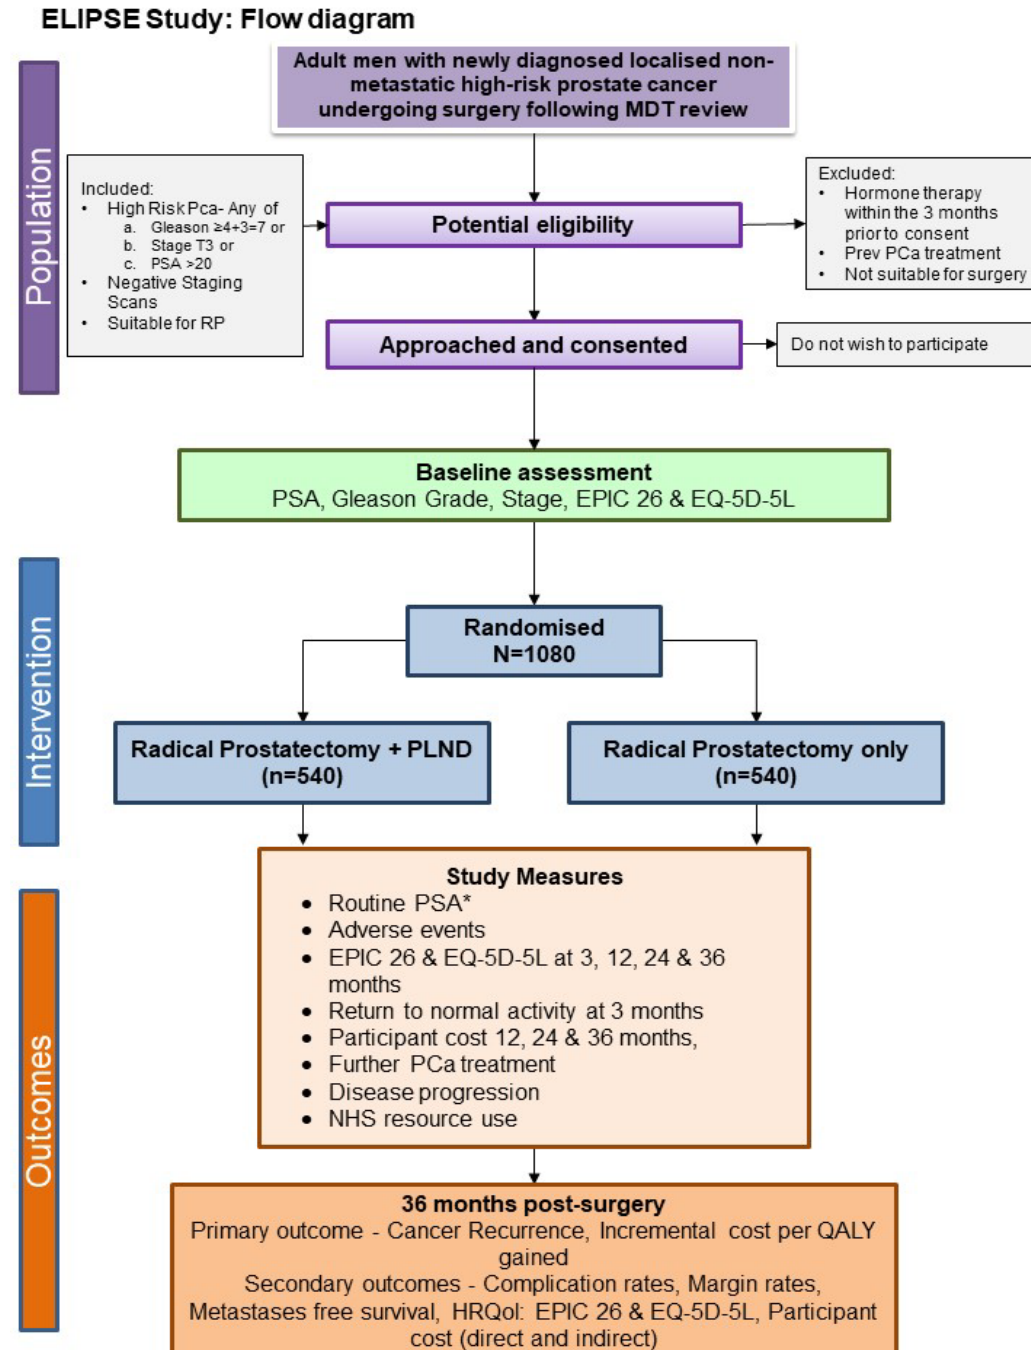 ELIPSE Study: Flow diagram
Population
Adult men with newly diagnosed localised non-
metastatic high-risk prostate cancer
undergoing surgery following MDT review
Included:
• High Risk Pca- Any of
a. Gleason ≥4+3=7 or
b. Stage T3 or
c. PSA >20
• Negative Staging
Scans
• Suitable for RP
Potential eligibility
Excluded:
• Hormone therapy
within the 3 months
prior to consent
• Prev PCa treatment
• Not suitable for surgery
Approached and consented
Do not wish to participate
Baseline assessment
PSA, Gleason Grade, Stage, EPIC 26 & EQ-5D-5L
Intervention
Randomised
N=1080
Radical Prostatectomy + PLND
(n=540)
Radical Prostatectomy only
(n=540)
Outcomes
Study Measures
• Routine PSA*
• Adverse events
• EPIC 26 & EQ-5D-5L at 3, 12, 24 & 36
months
• Return to normal activity at 3 months
• Participant cost 12, 24 & 36 months,
• Further PCa treatment
• Disease progression
• NHS resource use
36 months post-surgery
Primary outcome - Cancer Recurrence, Incremental cost per QALY
gained
Secondary outcomes - Complication rates, Margin rates,
Metastases free survival, HRQol: EPIC 26 & EQ-5D-5L, Participant
cost (direct and indirect)